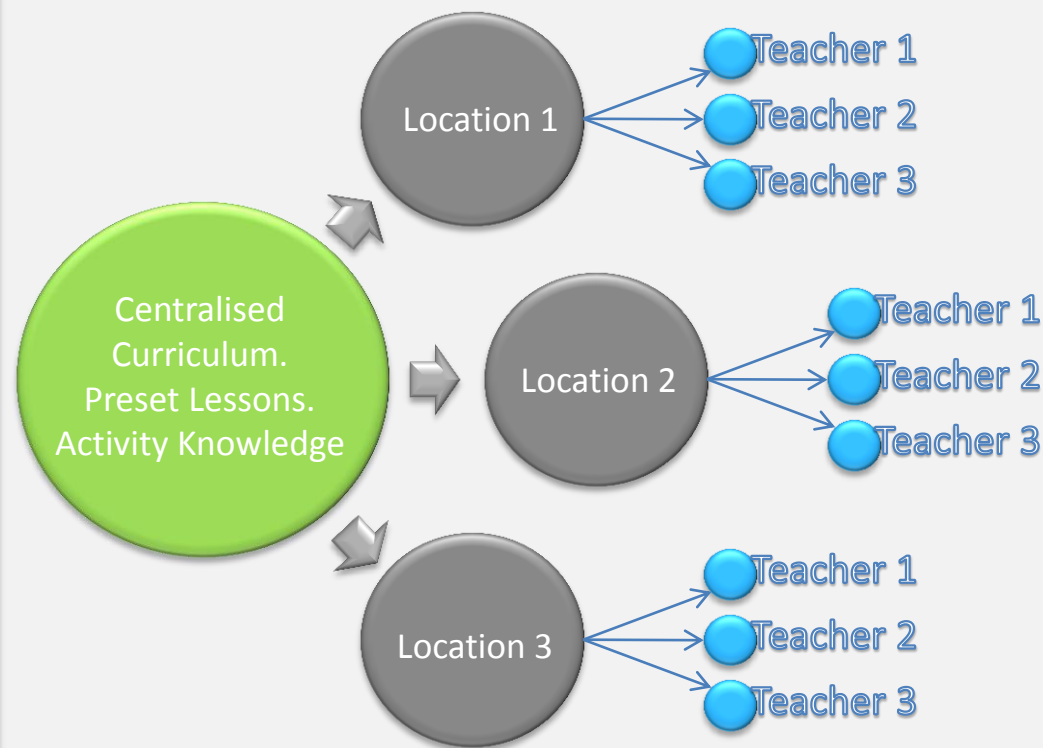 Centralised
Curriculum.
Preset Lessons.
Activity Knowledge
Location 1
Teacher 1
Teacher 2
Teacher 3
Location 2
Teacher 1
Teacher 2
Teacher 3
Location 3
Teacher 1
Teacher 2
Teacher 3